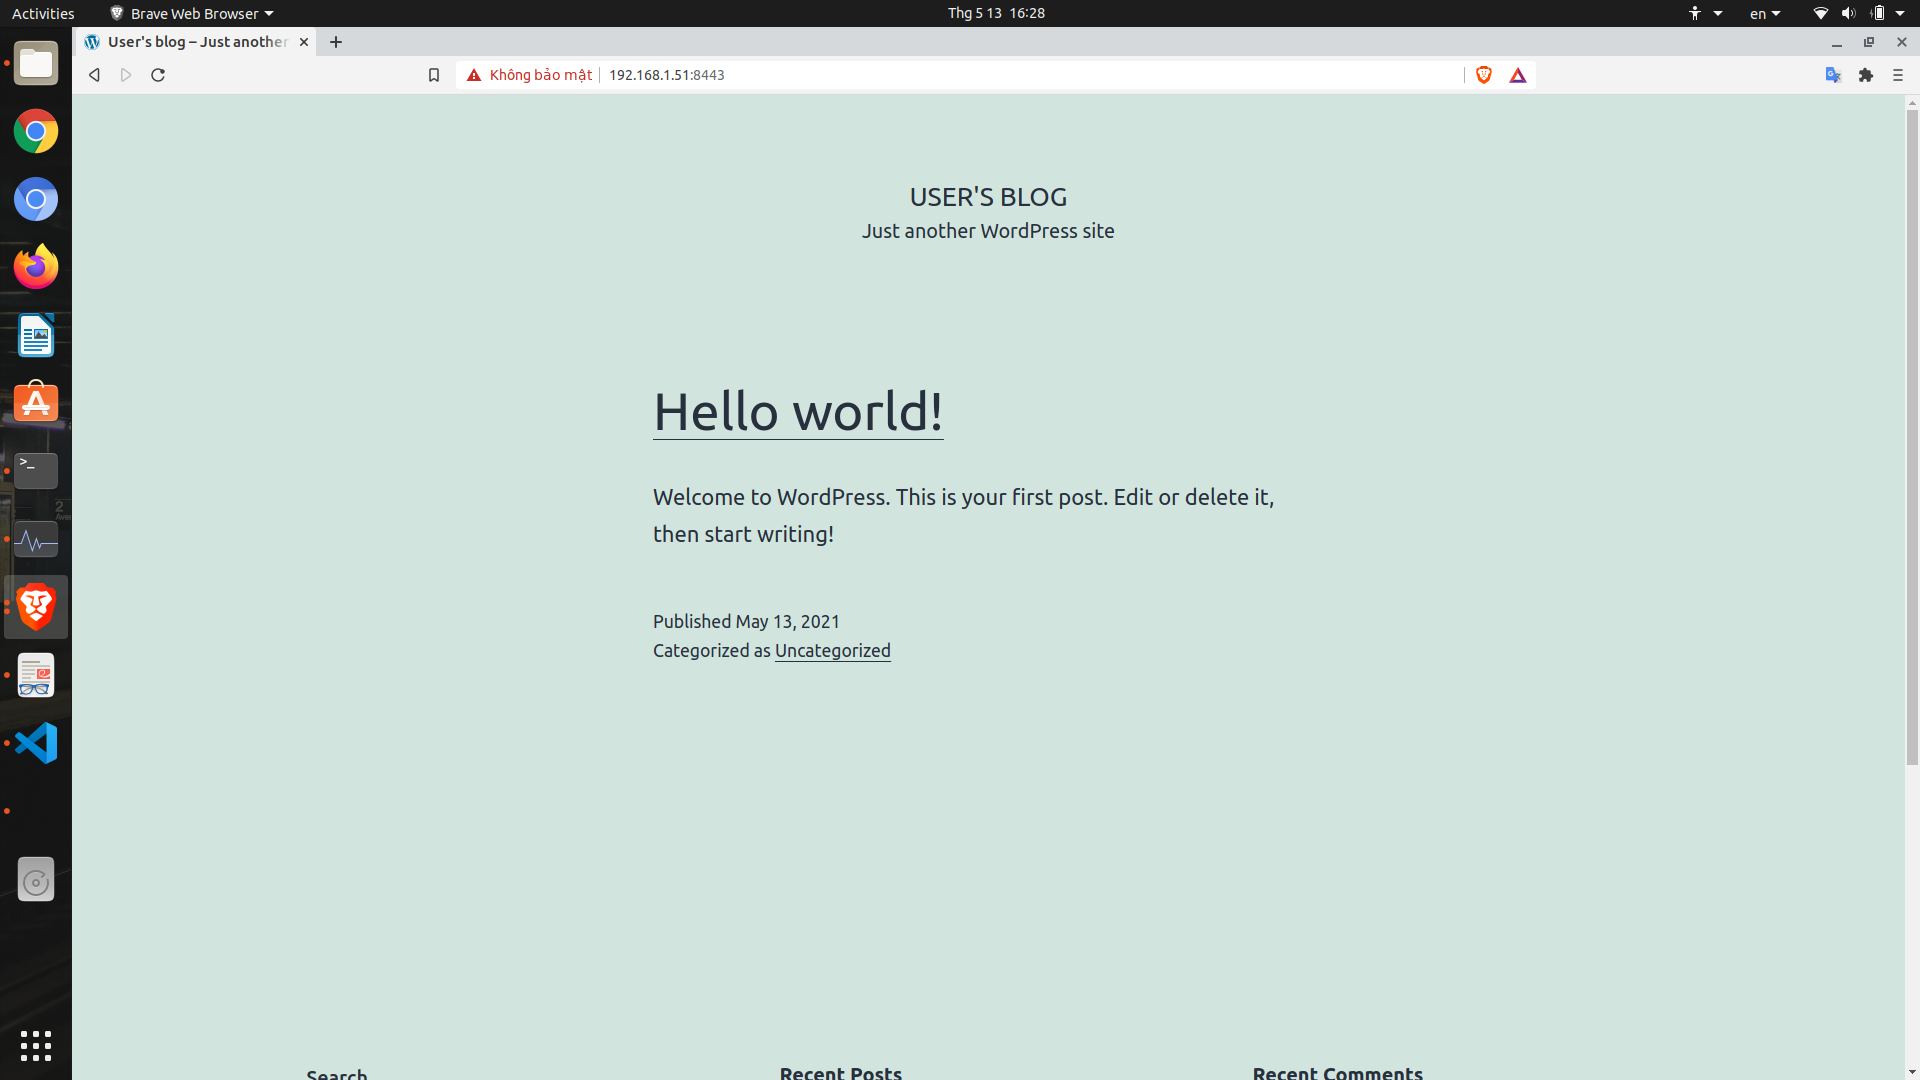 Activities
Brave Web Browser
Thg 5 13 16:28
en
User's blog – Just another
Không bảo mật
192.168.1.51:8443
USER'S BLOG
Just another WordPress site
Hello world!
Welcome to WordPress. This is your first post. Edit or delete it,
then start writing!
Published May 13, 2021
Categorized as Uncategorized
Search
Recent Posts
Recent Comments